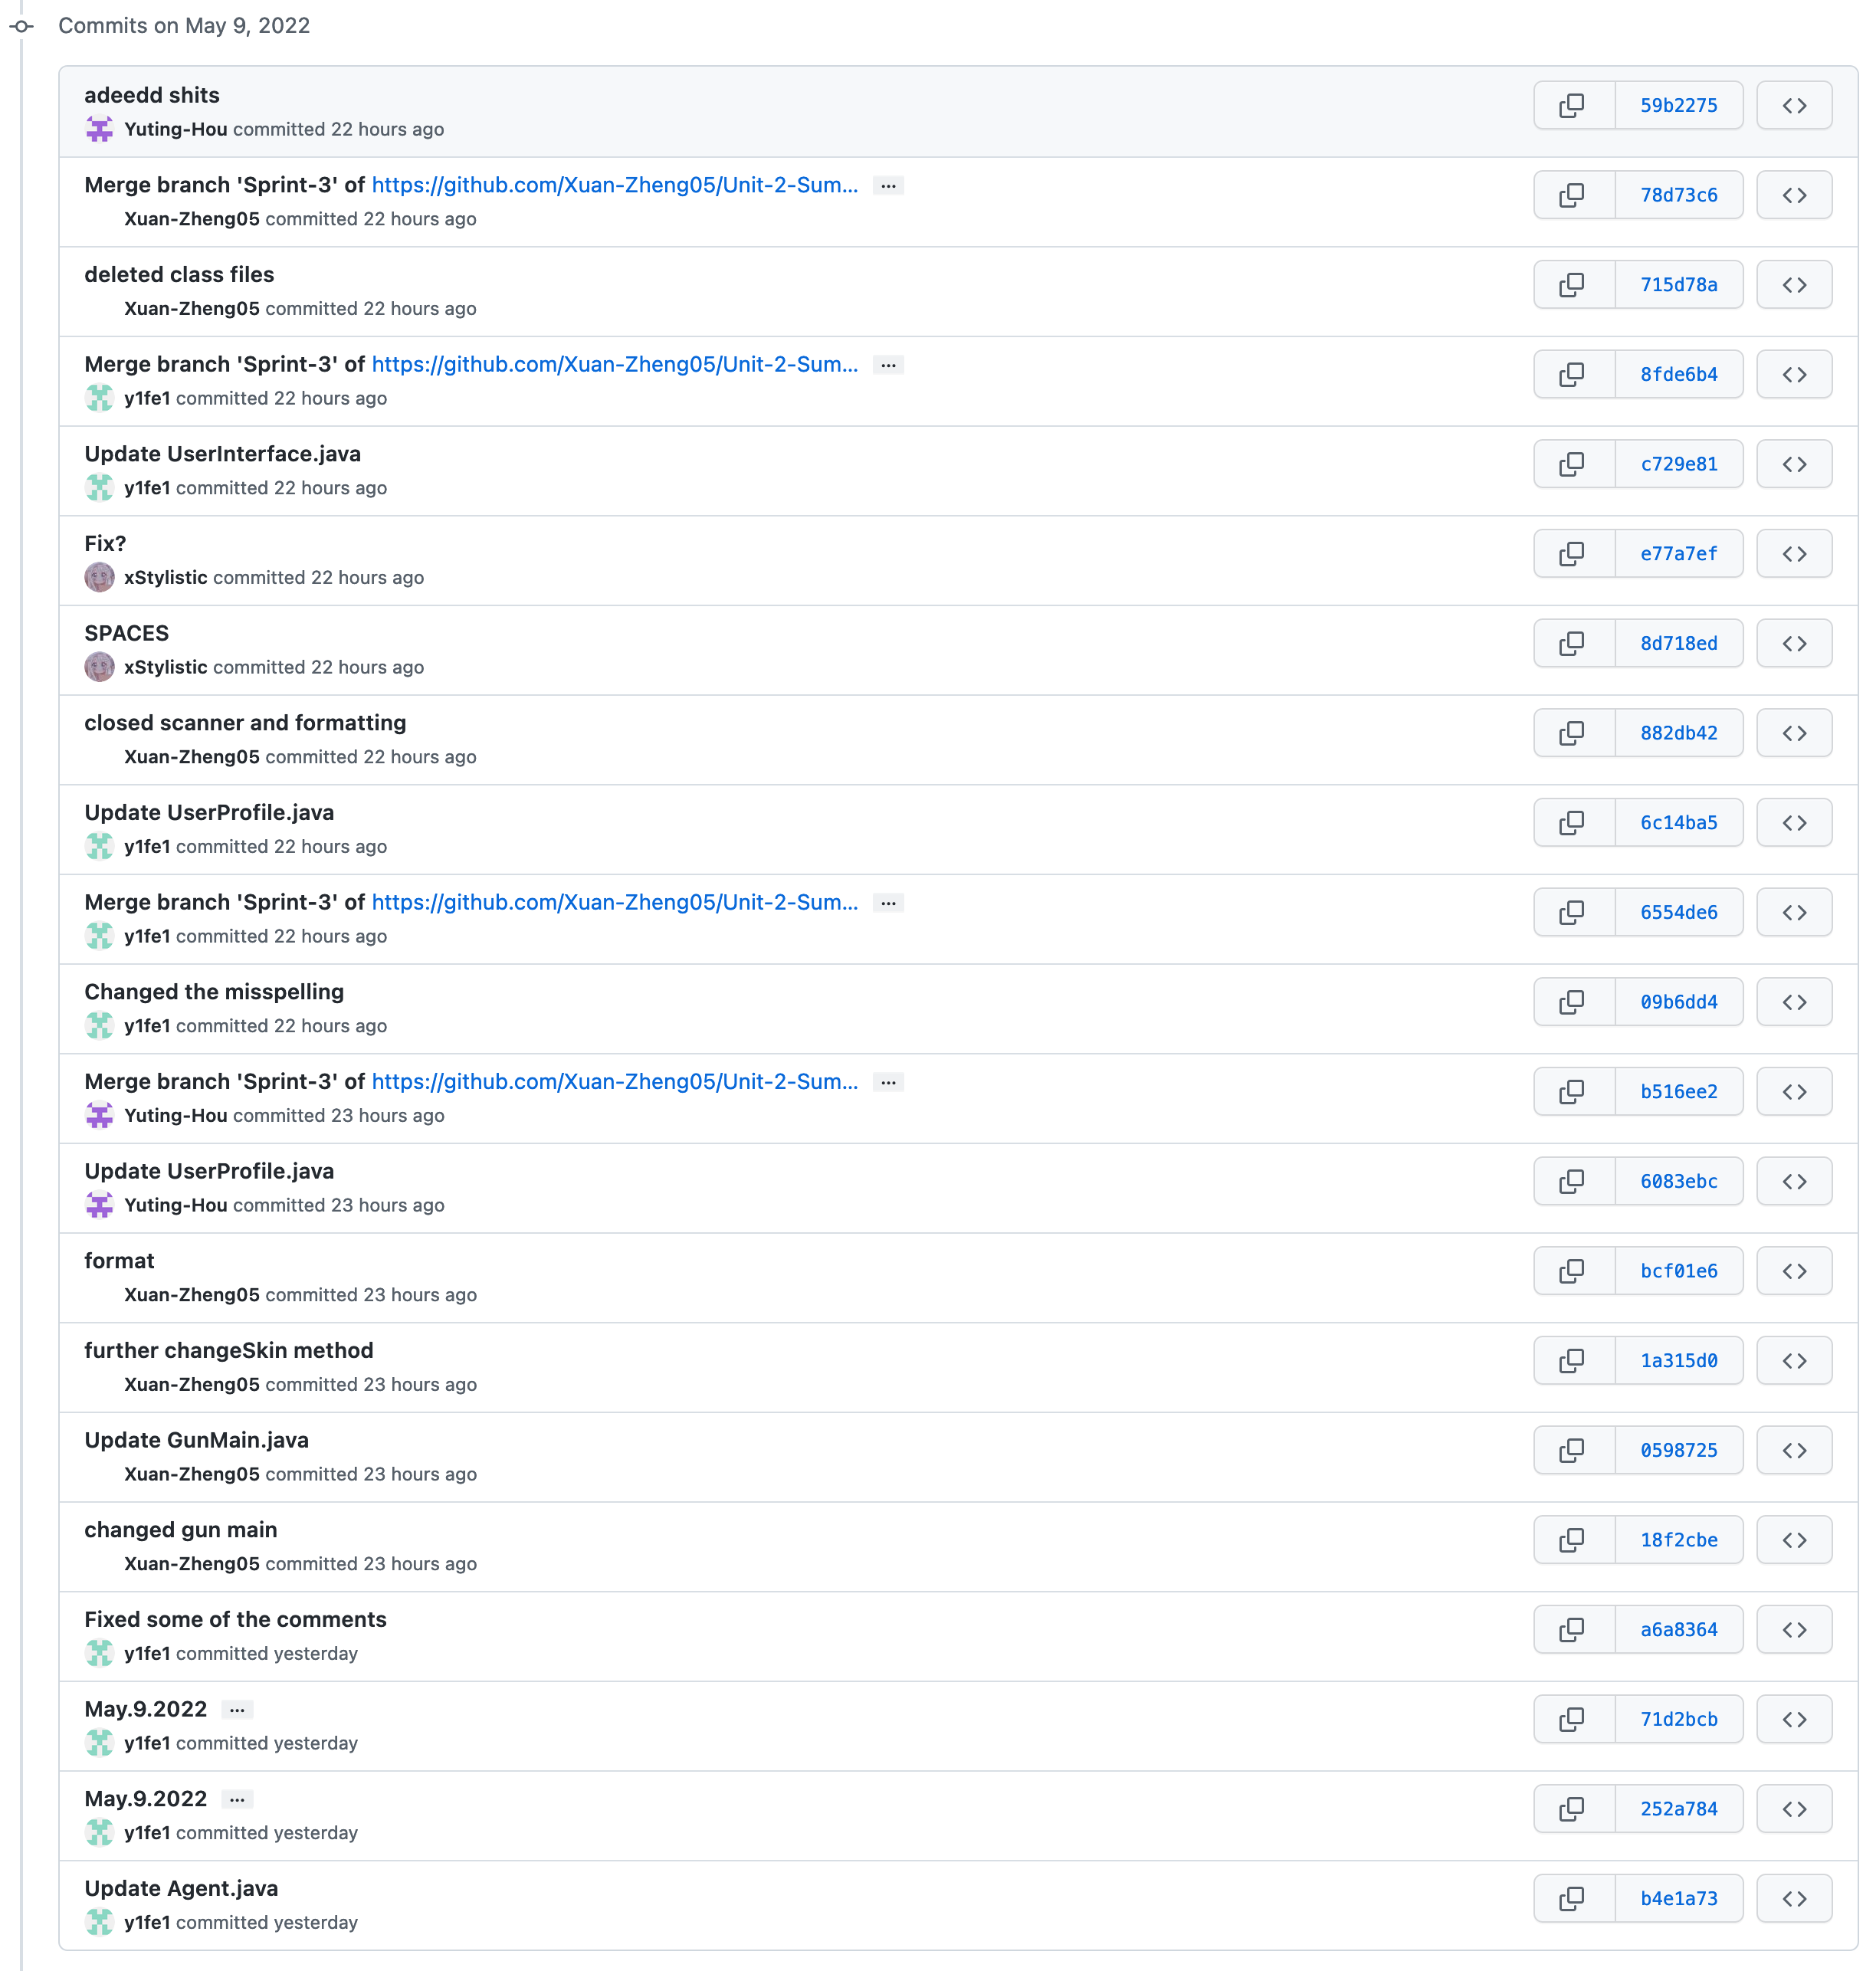 Commits on May 9, 2022
adeedd shits
59b2275
Yuting-Hou committed 22 hours ago
Merge branch 'Sprint-3' of https://github.com/Xuan-Zheng05/Unit-2-Sum... ...
78d73c6
Xuan-Zheng05 committed 22 hours ago
deleted class files
715d78a
Xuan-Zheng05 committed 22 hours ago
Merge branch 'Sprint-3' of https://github.com/Xuan-Zheng05/Unit-2-Sum... ...
8fde6b4
y1fe1 committed 22 hours ago
Update UserInterface.java
c729e81
y1fe1 committed 22 hours ago
Fix?
e77a7ef
xStylistic committed 22 hours ago
SPACES
8d718ed
xStylistic committed 22 hours ago
closed scanner and formatting
882db42
Xuan-Zheng05 committed 22 hours ago
Update UserProfile.java
6c14ba5
y1fe1 committed 22 hours ago
Merge branch 'Sprint-3' of https://github.com/Xuan-Zheng05/Unit-2-Sum... ...
6554de6
y1fe1 committed 22 hours ago
Changed the misspelling
09b6dd4
y1fe1 committed 22 hours ago
Merge branch 'Sprint-3' of https://github.com/Xuan-Zheng05/Unit-2-Sum... ...
b516ee2
Yuting-Hou committed 23 hours ago
Update UserProfile.java
6083ebc
Yuting-Hou committed 23 hours ago
format
bcf01e6
Xuan-Zheng05 committed 23 hours ago
further changeSkin method
1a315d0
Xuan-Zheng05 committed 23 hours ago
Update GunMain.java
0598725
Xuan-Zheng05 committed 23 hours ago
changed gun main
18f2cbe
Xuan-Zheng05 committed 23 hours ago
Fixed some of the comments
a6a8364
y1fe1 committed yesterday
May.9.2022 ...
71d2bcb
y1fe1 committed yesterday
May.9.2022 ...
252a784
y1fe1 committed yesterday
Update Agent.java
b4e1a73
y1fe1 committed yesterday